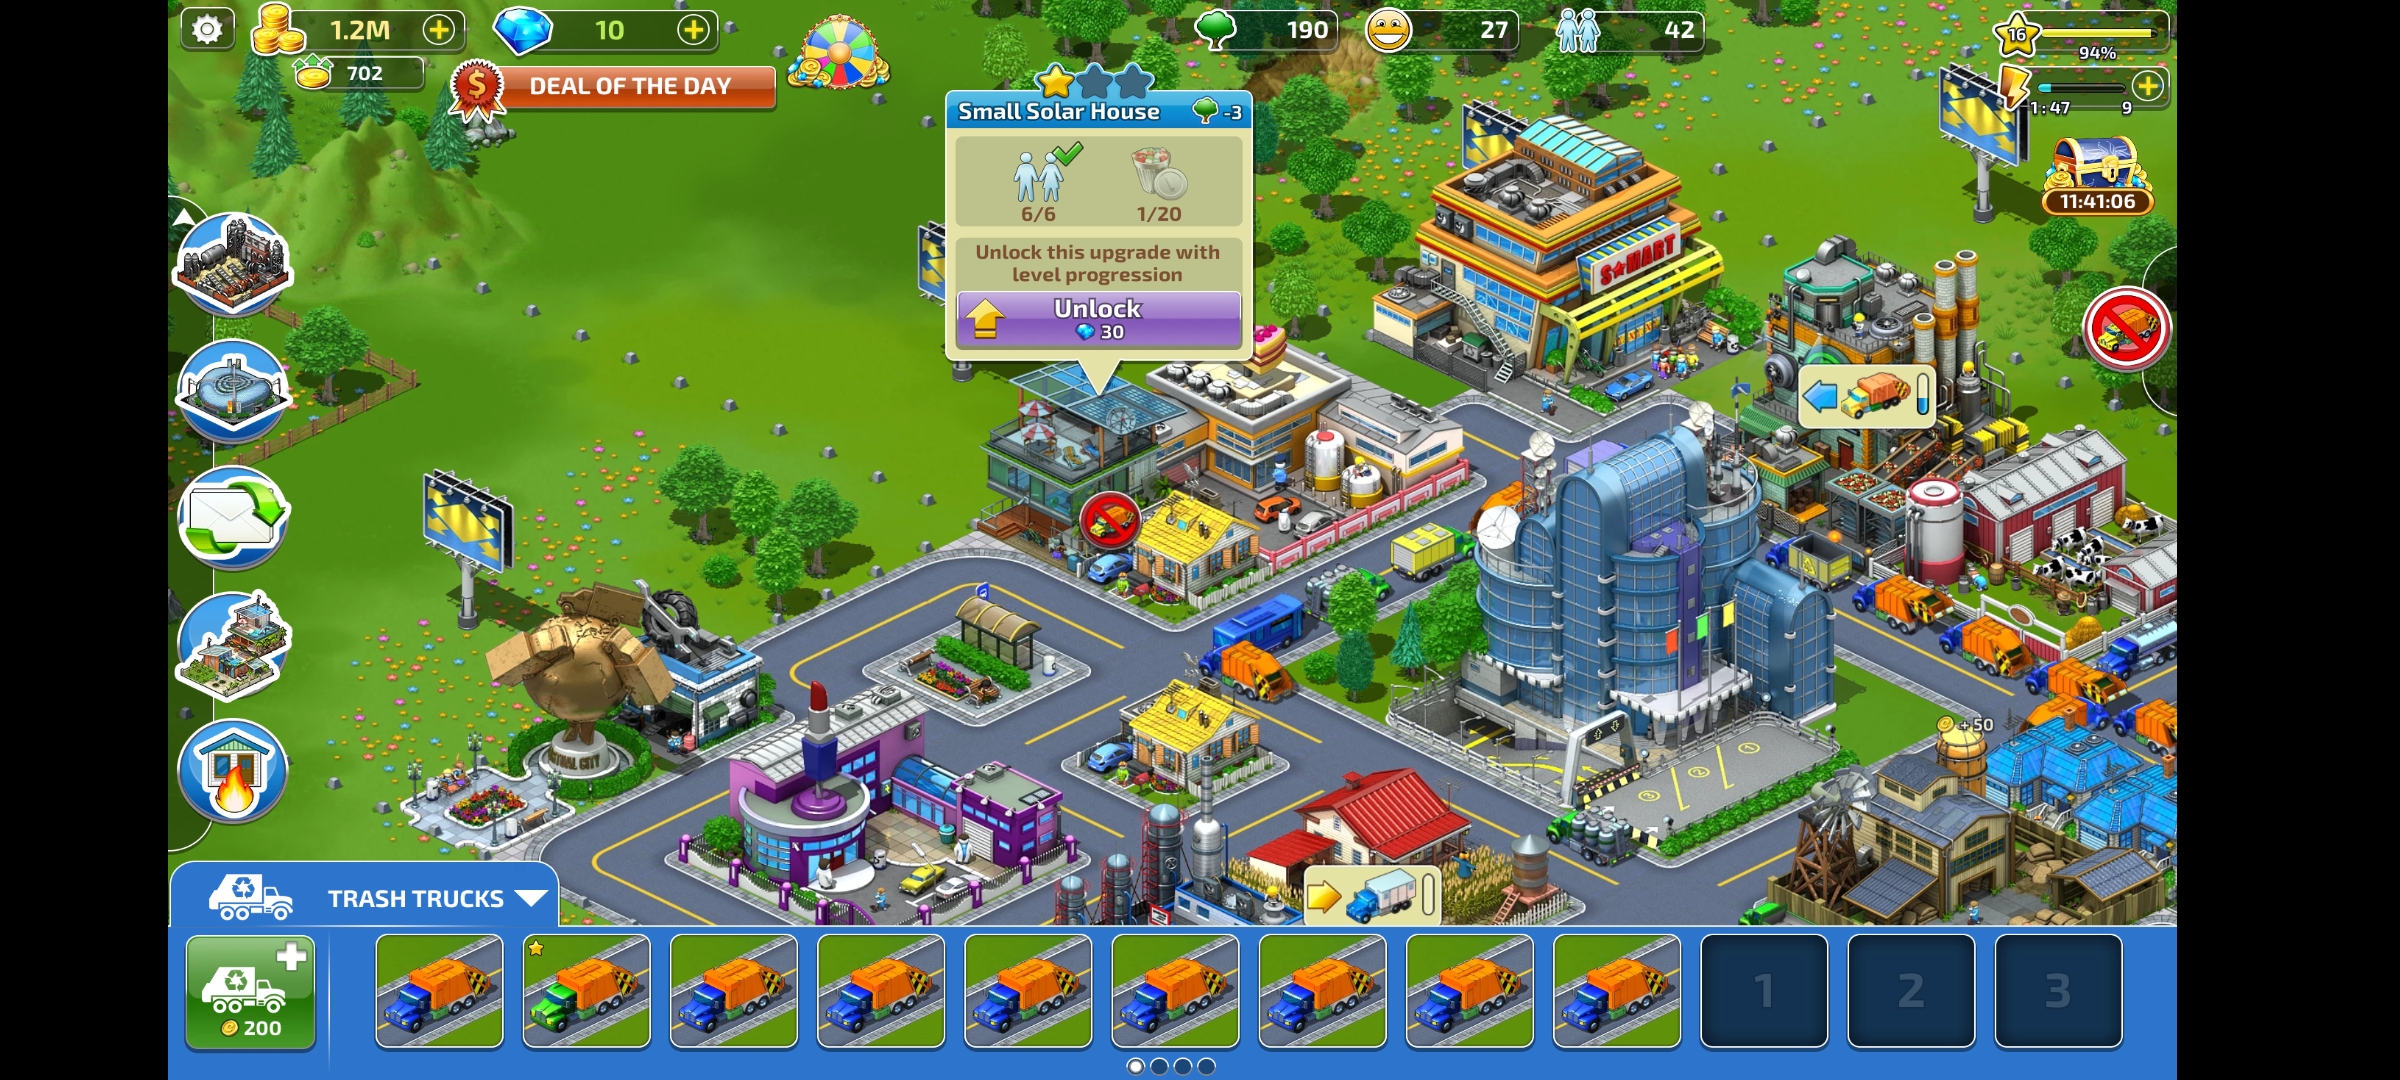 1.2M
10
190
27
42
16
94%
702
DEAL OF THE DAY
1:47
9
Small Solar House
-3
6/6
1/20
Unlock this upgrade with
level progression
Unlock
30
11:41:06
S★MART
+50
TRASH TRUCKS
200
1
2
3